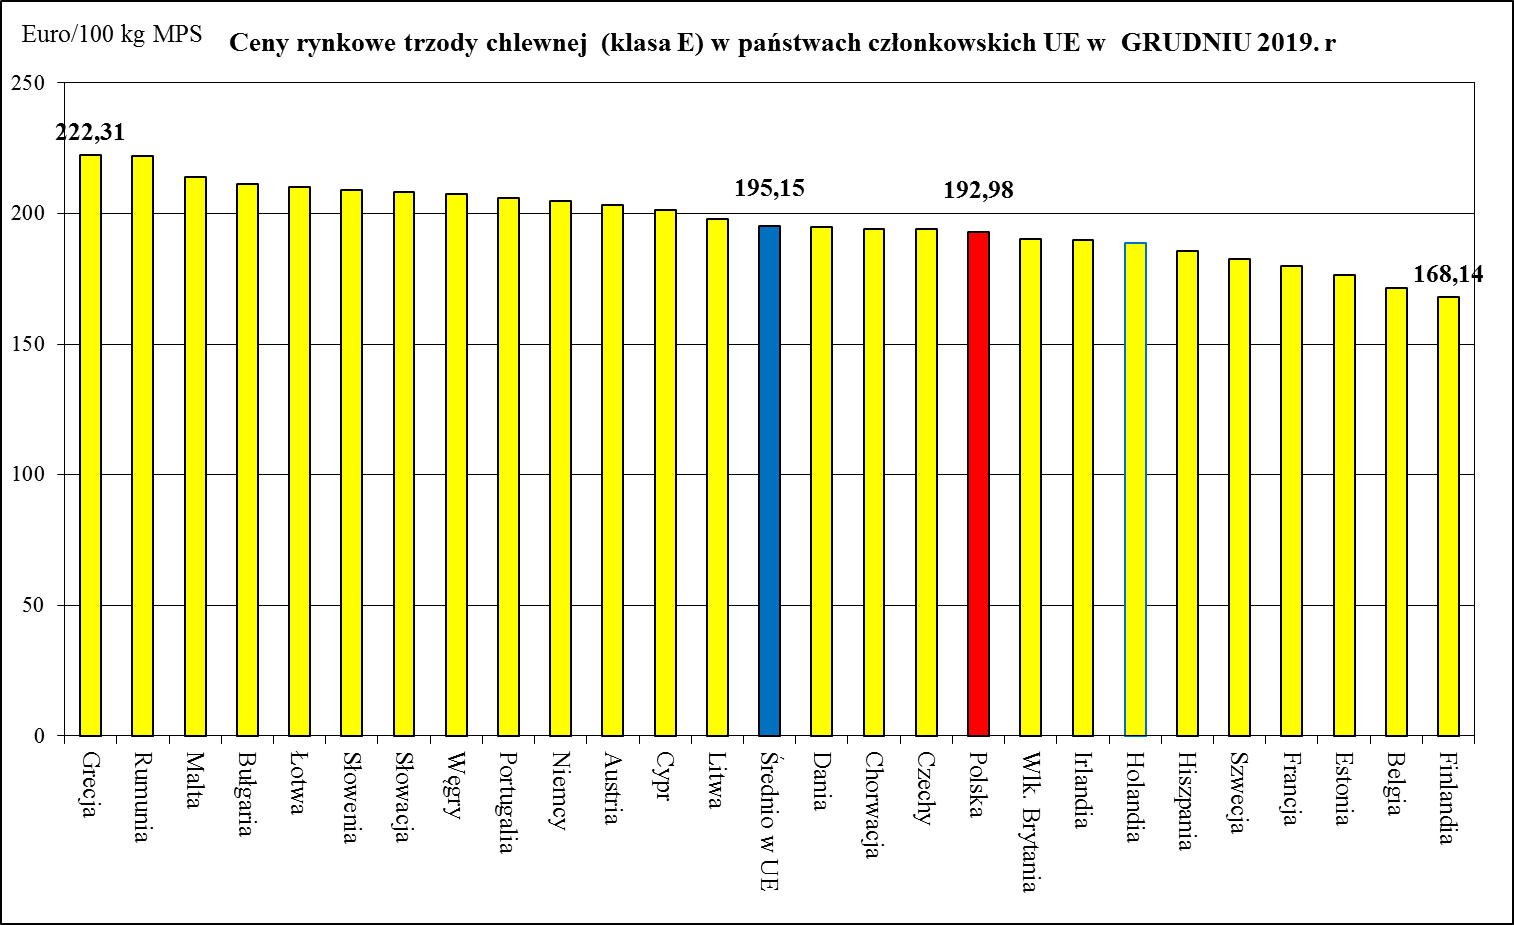 Euro/100 kg MPS
Ceny rynkowe trzody chlewnej (klasa E) w państwach członkowskich UE w GRUDNIU 2019. r
250
200
150
100
50
0
222,31
195,15
192,98
168,14
Grecja
Rumunia
Malta
Bułgaria
Łotwa
Słowenia
Słowacja
Węgry
Portugalia
Niemcy
Austria
Cypr
Litwa
Średnio w UE
Dania
Chorwacja
Czechy
Polska
Wlk. Brytania
Irlandia
Holandia
Hiszpania
Szwecja
Francja
Estonia
Belgia
Finlandia